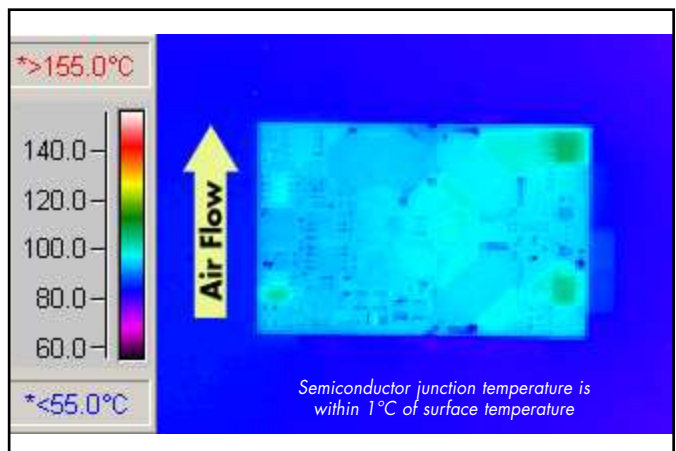 *>155.0°C
140.0
120.0
100.0
80.0
60.0
*<55.0°C
Air Flow
Semiconductor junction temperature is
within 1°C of surface temperature